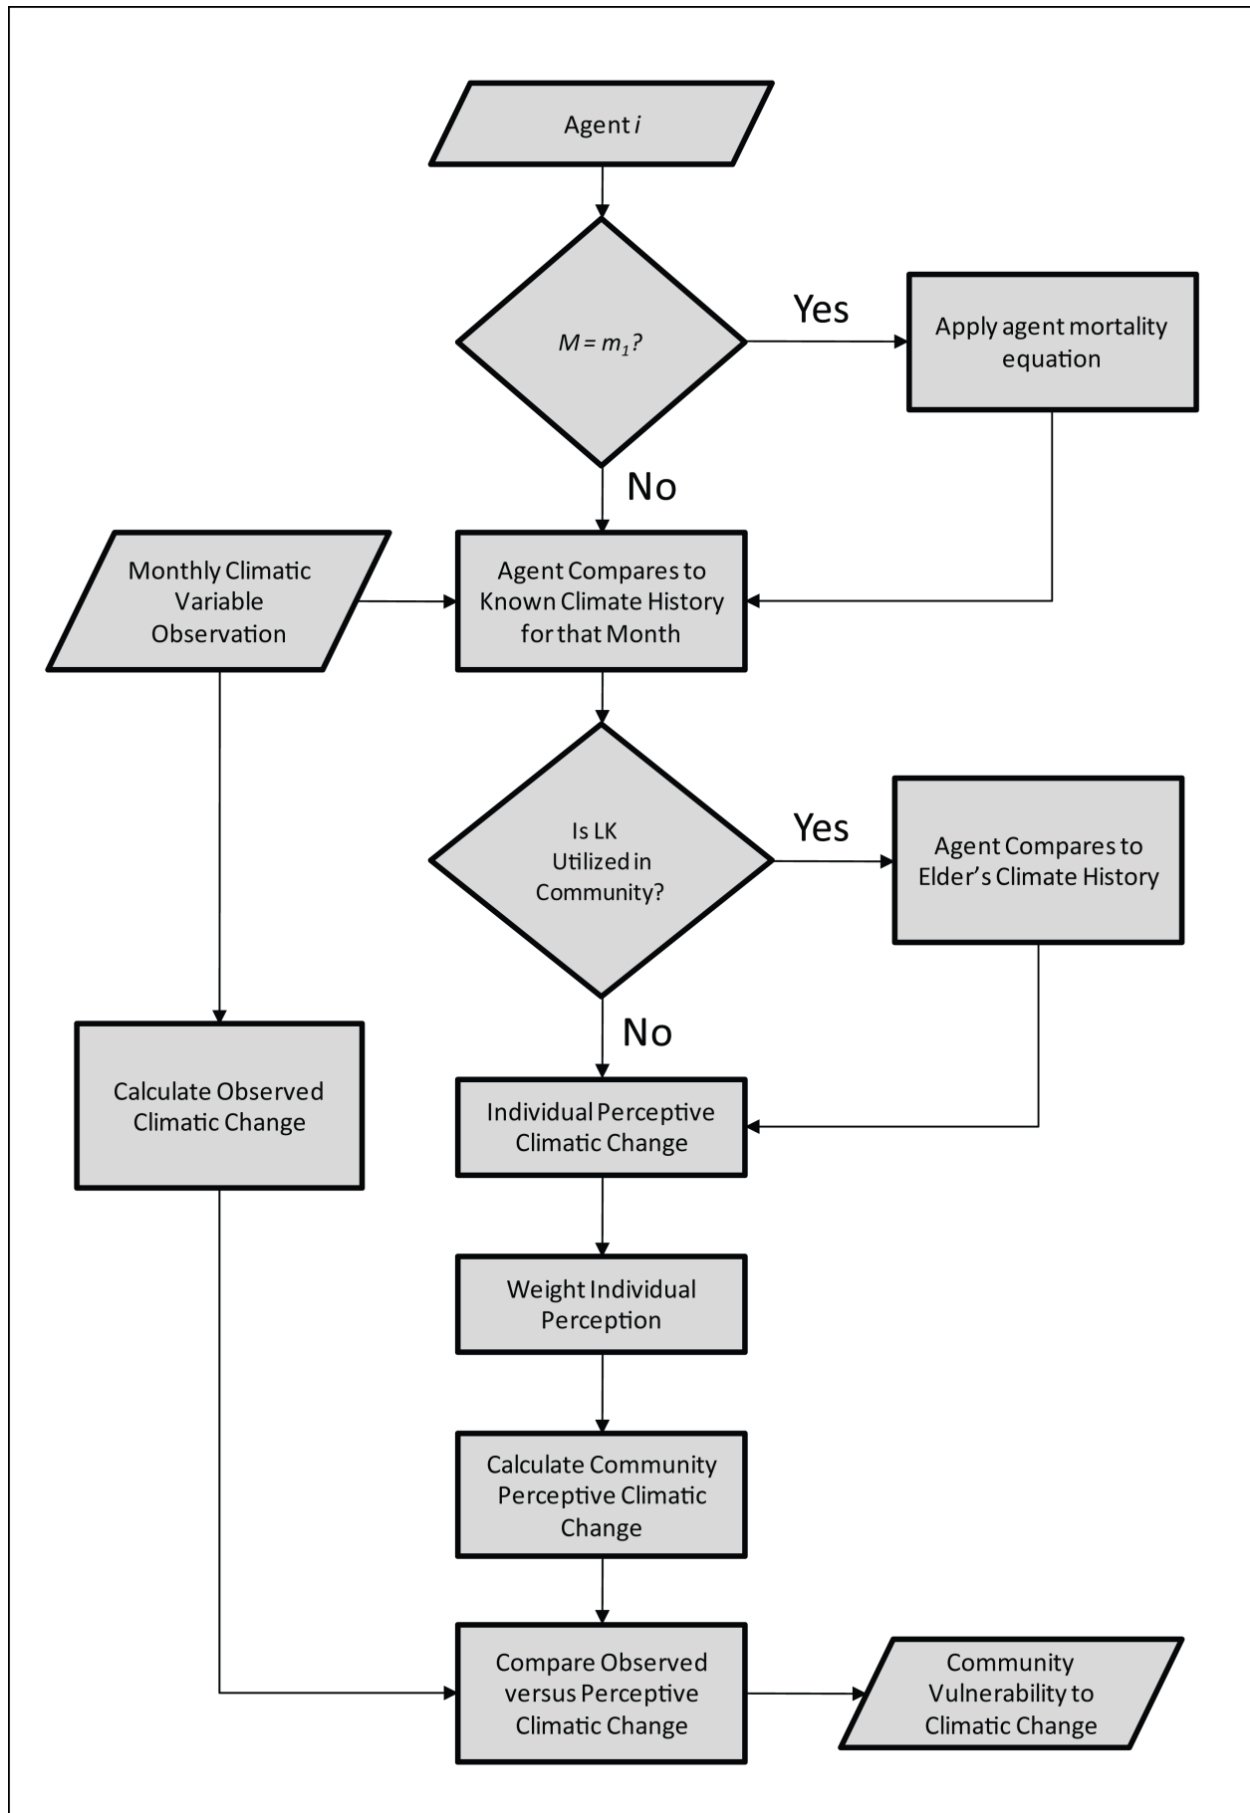 Agent i
M = m₁?
Yes
Apply agent mortality
equation
No
Monthly Climatic
Variable
Observation
Agent Compares to
Known Climate History
for that Month
Is LK
Utilized in
Community?
Yes
Agent Compares to
Elder’s Climate History
No
Calculate Observed
Climatic Change
Individual Perceptive
Climatic Change
Weight Individual
Perception
Calculate Community
Perceptive Climatic
Change
Compare Observed
versus Perceptive
Climatic Change
Community
Vulnerability to
Climatic Change